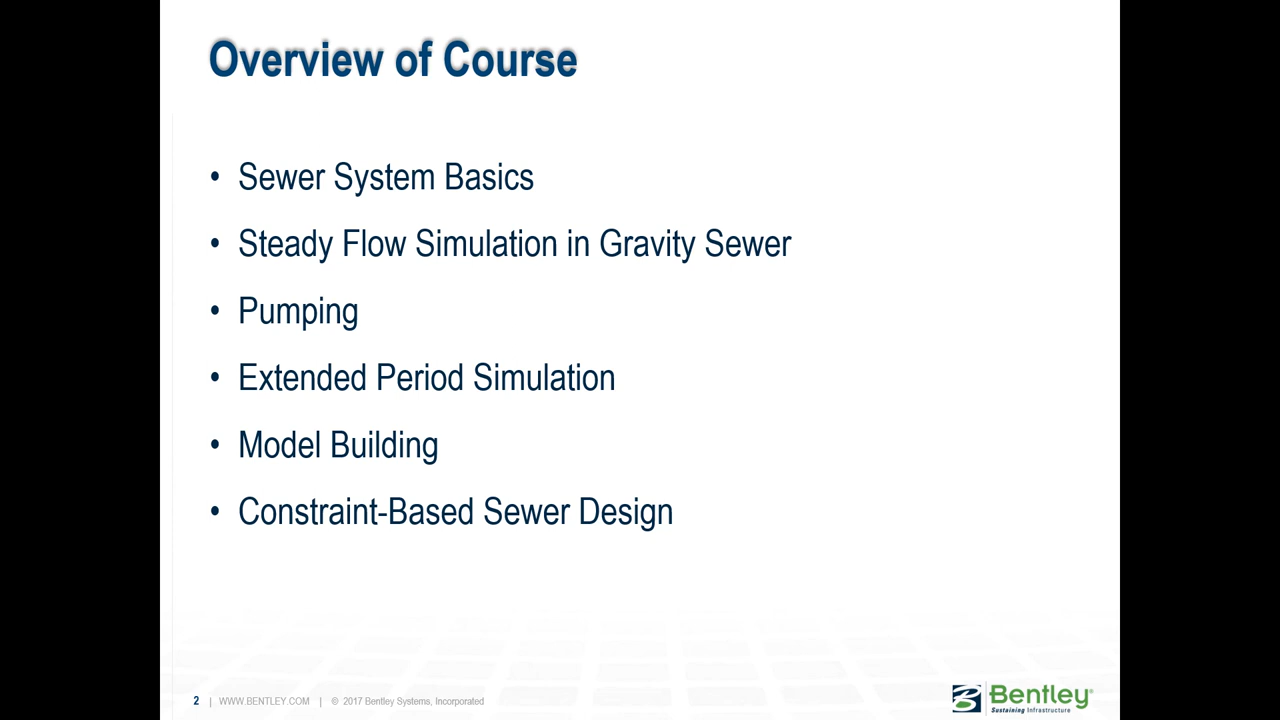 Overview of Course
• Sewer System Basics
• Steady Flow Simulation in Gravity Sewer
• Pumping
• Extended Period Simulation
• Model Building
• Constraint-Based Sewer Design
2 | WWW.BENTLEY.COM | © 2017 Bentley Systems, Incorporated
Bentley®
Sustaining Infrastructure